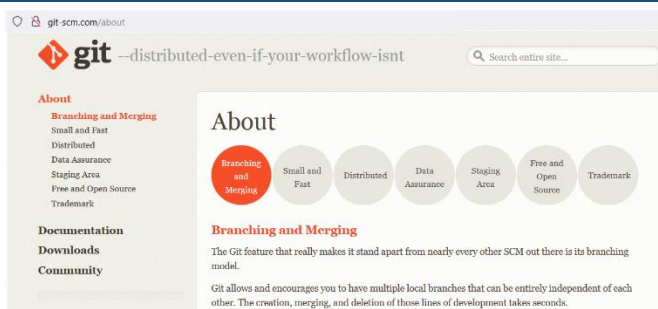 git-scm.com/about
git --distributed-even-if-your-workflow-isnt
Search entire site...
About
Branching and Merging
Small and Fast
Distributed
Data Assurance
Staging Area
Free and Open Source
Trademark
Documentation
Downloads
Community
About
Branching
and
Merging
Small and
Fast
Distributed
Data
Assurance
Staging
Area
Free and
Open
Source
Trademark
Branching and Merging
The Git feature that really makes it stand apart from nearly every other SCM out there is its branching
model.
Git allows and encourages you to have multiple local branches that can be entirely independent of each
other. The creation, merging, and deletion of those lines of development takes seconds.